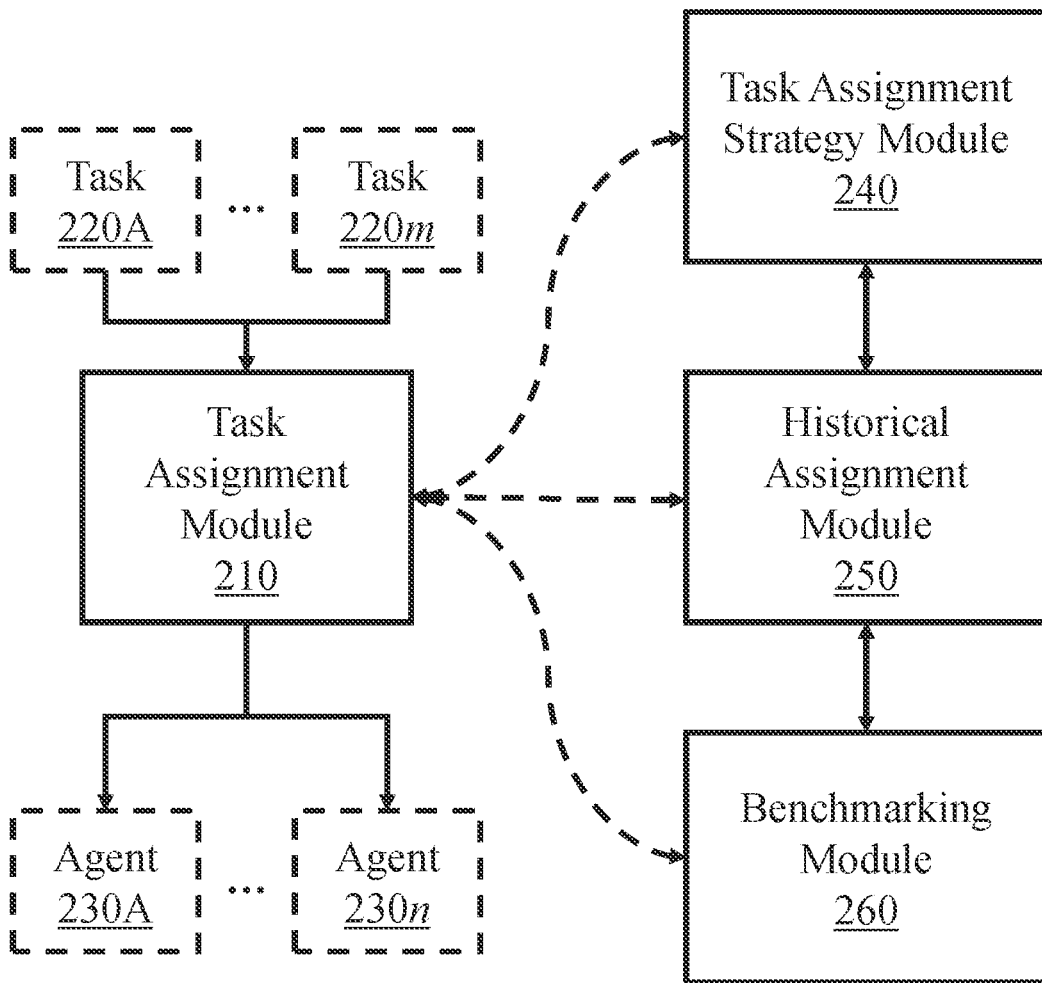 Task
220A
...
Task
220m
Task
Assignment
Module
210
Agent
230A
...
Agent
230n
Task Assignment
Strategy Module
240
Historical
Assignment
Module
250
Benchmarking
Module
260